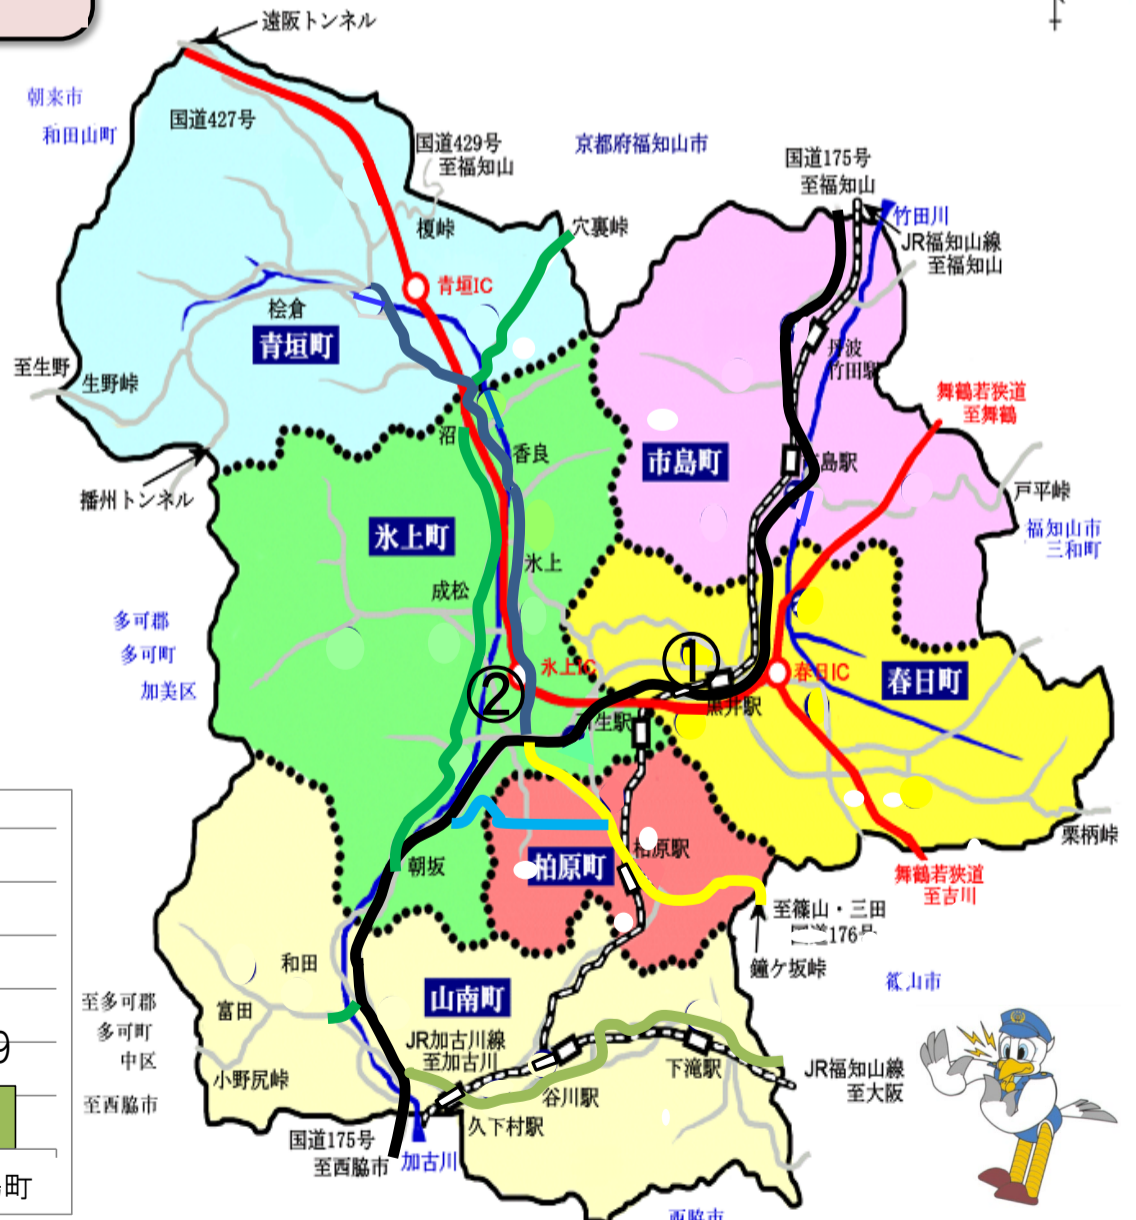 遠阪トンネル
朝来市
和田山町
国道427号
国道429号
至福知山
京都府福知山市
国道175号
至福知山
竹田川
JR福知山線
至福知山
榎峠
穴裏峠
青垣IC
桧倉
青垣町
至生野
生野峠
丹波
竹田駅
舞鶴若狭道
至舞鶴
沼
香良
市島町
島駅
播州トンネル
戸平峠
福知山市
三和町
氷上町
氷上
成松
多可郡
多可町
加美区
①
氷上IC
春日IC
春日町
②
生駅
黒井駅
栗柄峠
柏原駅
柏原町
朝坂
舞鶴若狭道
至吉川
至篠山・三田
176号
鐘ケ坂峠
和田
山南町
富田
至多可郡
多可町
中区
JR加古川線
至加古川
小野尻峠
下滝駅
JR福知山線
至大阪
谷川駅
至西脇市
久下村駅
国道175号
至西脇市
加古川
9
町